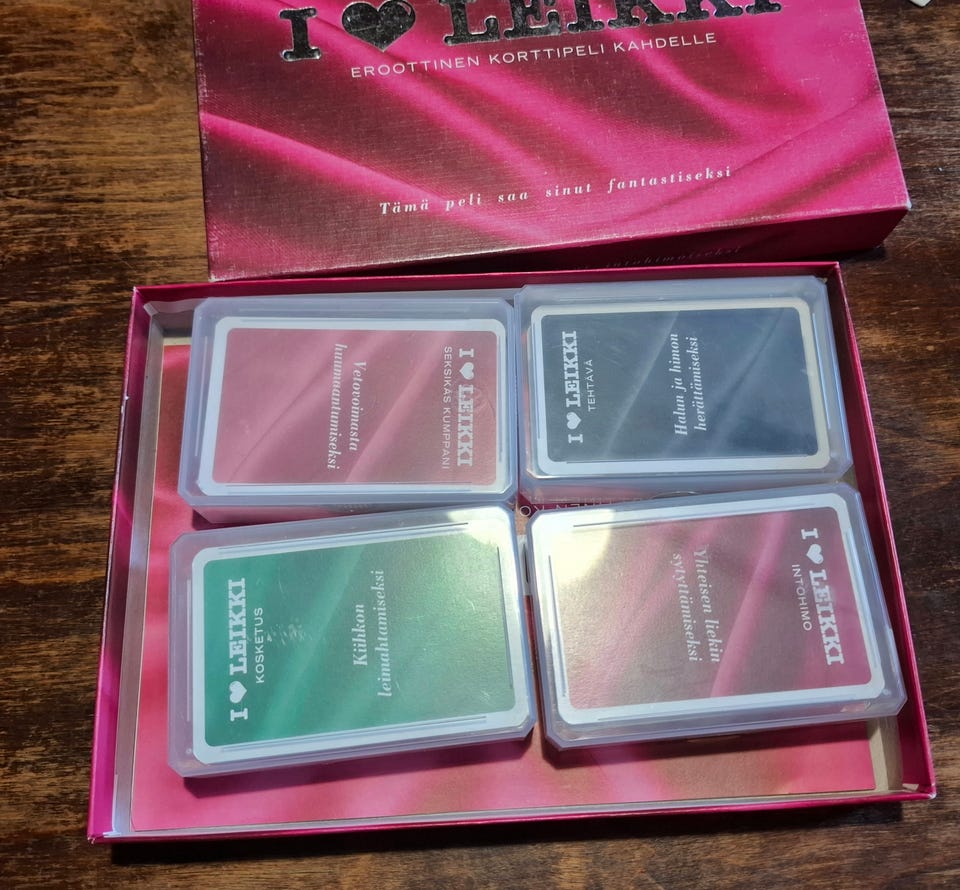 I ♥ LEIKKI
EROOTTINEN KORTTIPELI KAHDELLE
Tämä peli saa sinut fantastiseksi
intohimoiseksi
I ♥ LEIKKI
SEKSIKÄS KUMPPANI
Vetovoimasta
huumaantumiseksi
I ♥ LEIKKI
TEHTÄVÄ
Halun ja himon
herättämiseksi
I ♥ LEIKKI
KOSKETUS
Kiihkon
leimahtamiseksi
I ♥ LEIKKI
INTOHIMO
Yhteisen liekin
sytyttämiseksi